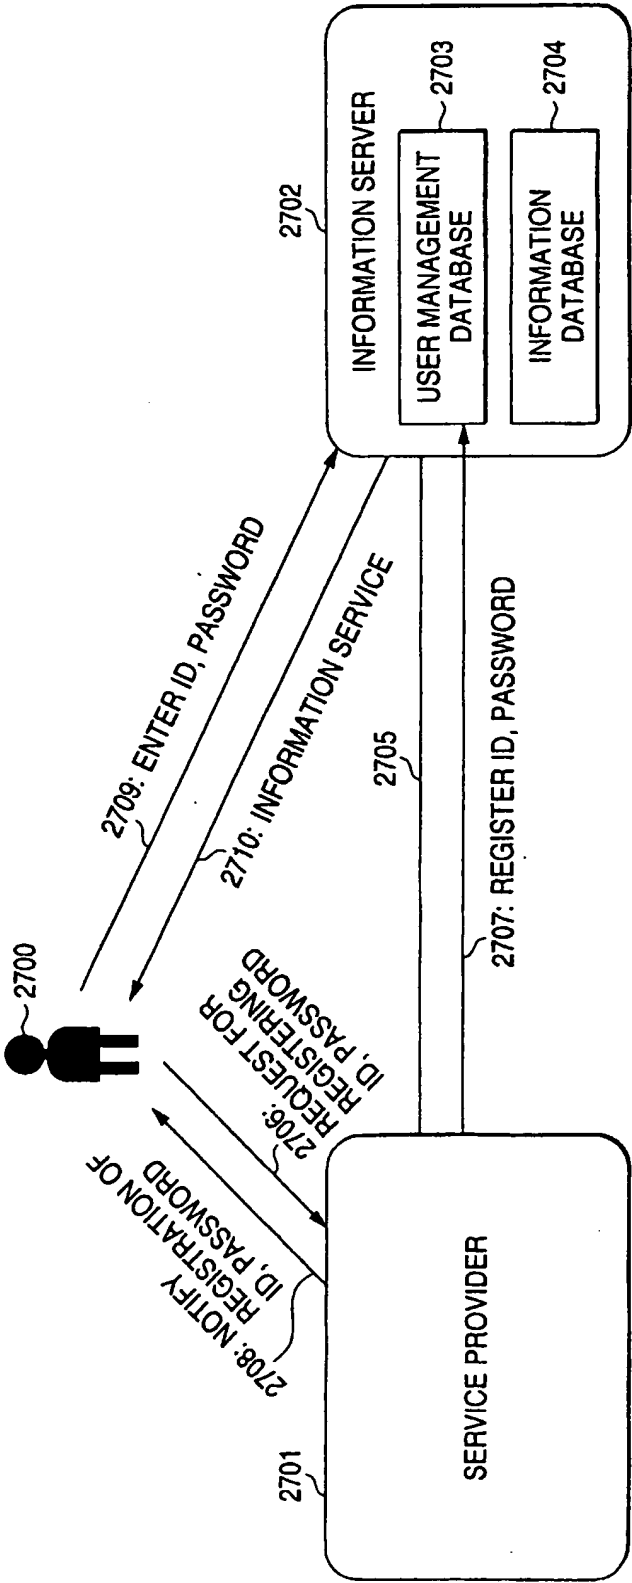 2700
2706:
REQUEST FOR
REGISTERING
ID, PASSWORD
2708: NOTIFY
REGISTRATION OF
ID, PASSWORD
2709: ENTER ID, PASSWORD
2710: INFORMATION SERVICE
2701
SERVICE PROVIDER
2705
2707: REGISTER ID, PASSWORD
2702
INFORMATION SERVER
USER MANAGEMENT
DATABASE
2703
INFORMATION
DATABASE
2704